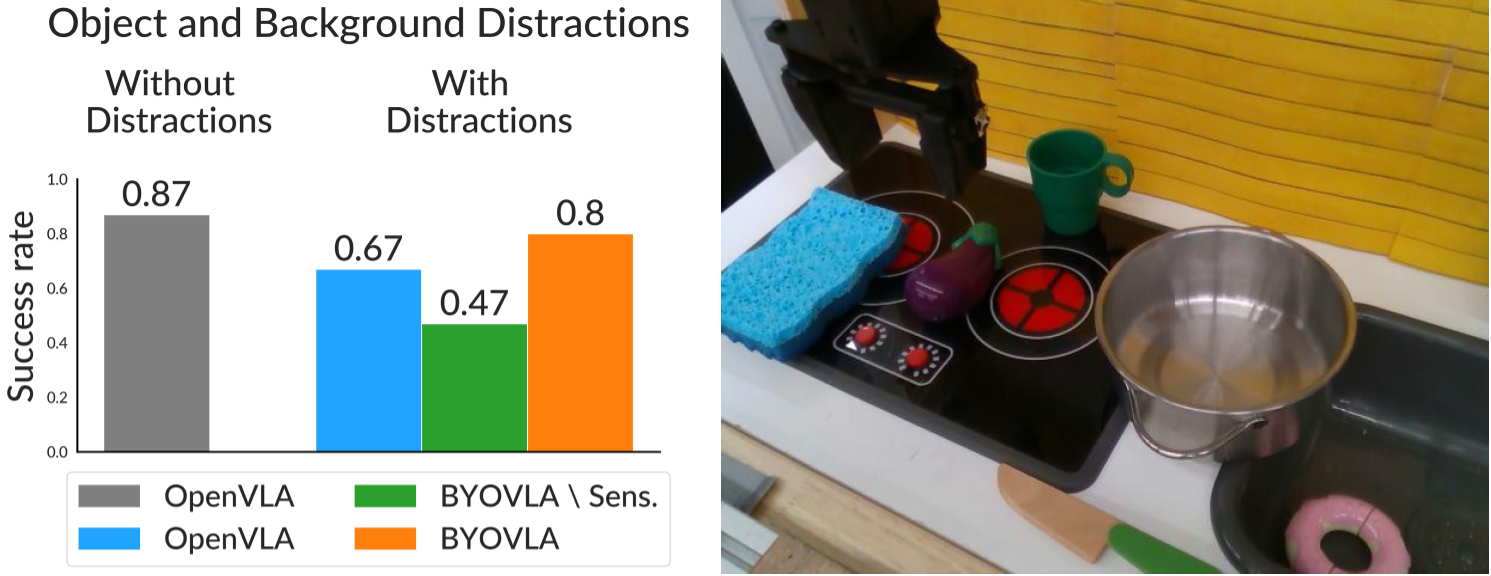 Object and Background Distractions
Without
Distractions
With
Distractions
Success rate
1.0
0.8
0.6
0.4
0.2
0.0
0.87
0.67
0.47
0.8
OpenVLA
BYOVLA \ Sens.
OpenVLA
BYOVLA